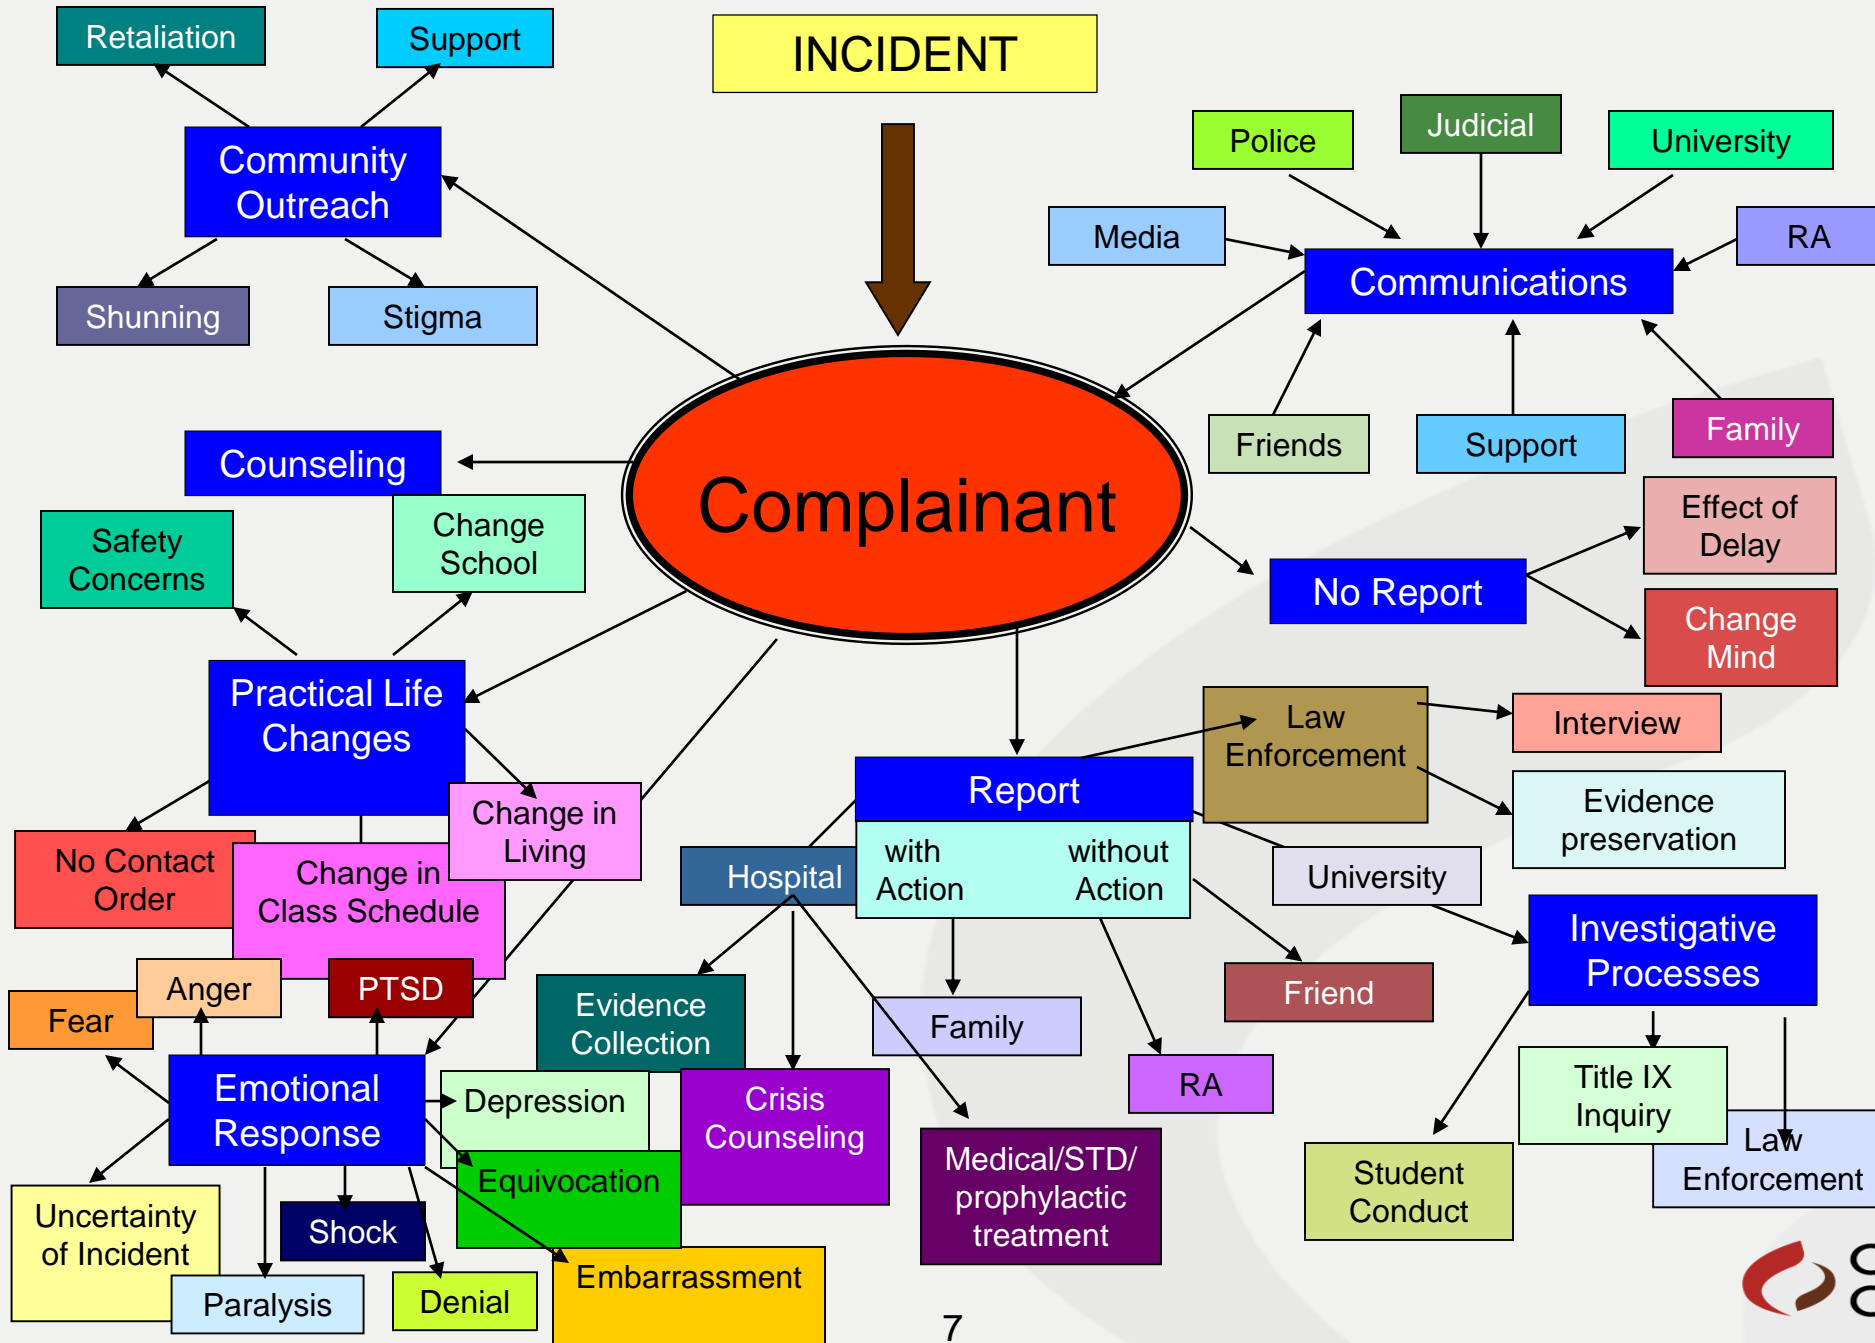 INCIDENT
Retaliation
Support
Community
Outreach
Shunning
Stigma
Police
Judicial
University
Media
RA
Communications
Friends
Support
Family
Complainant
Counseling
Safety
Concerns
Change
School
Practical Life
Changes
No Contact
Order
Change in
Class Schedule
Change in
Living
No Report
Effect of
Delay
Change
Mind
Report
with
Action
without
Action
Law
Enforcement
Interview
Evidence
preservation
Hospital
University
Investigative
Processes
Evidence
Collection
Crisis
Counseling
Medical/STD/
prophylactic
treatment
Family
RA
Friend
Student
Conduct
Title IX
Inquiry
Law
Enforcement
Fear
Anger
PTSD
Emotional
Response
Depression
Equivocation
Embarrassment
Uncertainty
of Incident
Paralysis
Shock
Denial
7